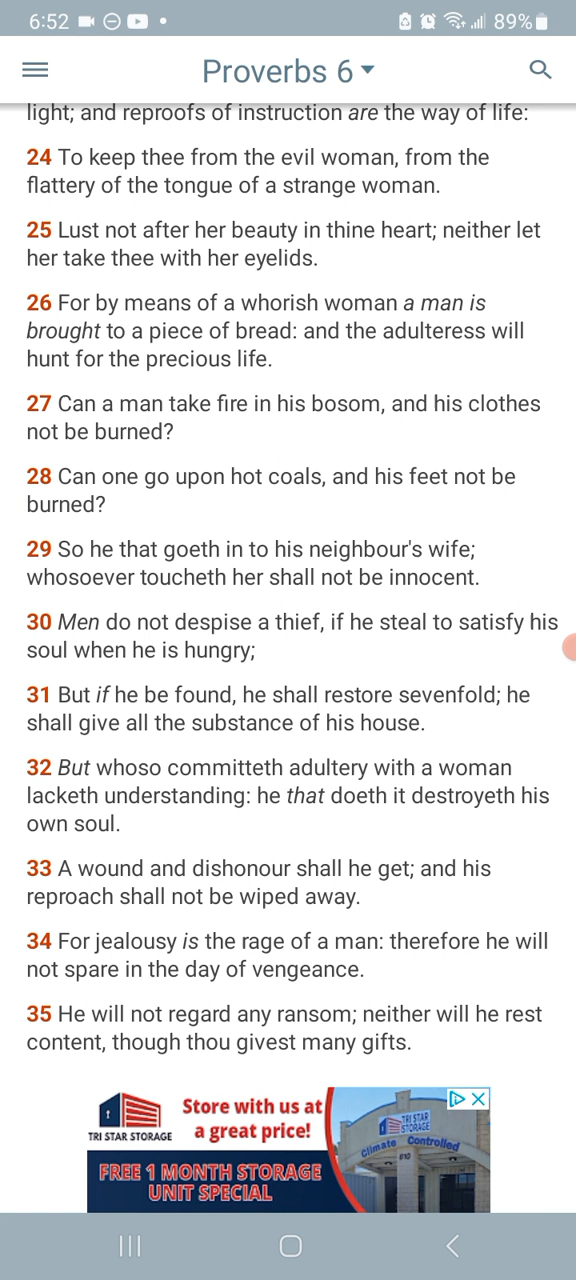 6:52
89%
Proverbs 6
light; and reproofs of instruction are the way of life:
24 To keep thee from the evil woman, from the
flattery of the tongue of a strange woman.
25 Lust not after her beauty in thine heart; neither let
her take thee with her eyelids.
26 For by means of a whorish woman a man is
brought to a piece of bread: and the adulteress will
hunt for the precious life.
27 Can a man take fire in his bosom, and his clothes
not be burned?
28 Can one go upon hot coals, and his feet not be
burned?
29 So he that goeth in to his neighbour's wife;
whosoever toucheth her shall not be innocent.
30 Men do not despise a thief, if he steal to satisfy his
soul when he is hungry;
31 But if he be found, he shall restore sevenfold; he
shall give all the substance of his house.
32 But whoso committeth adultery with a woman
lacketh understanding: he that doeth it destroyeth his
own soul.
33 A wound and dishonour shall he get; and his
reproach shall not be wiped away.
34 For jealousy is the rage of a man: therefore he will
not spare in the day of vengeance.
35 He will not regard any ransom; neither will he rest
content, though thou givest many gifts.
TRI STAR STORAGE
Store with us at
a great price!
FREE 1 MONTH STORAGE
UNIT SPECIAL
TRI STAR
STORAGE
Climate Controlled
810